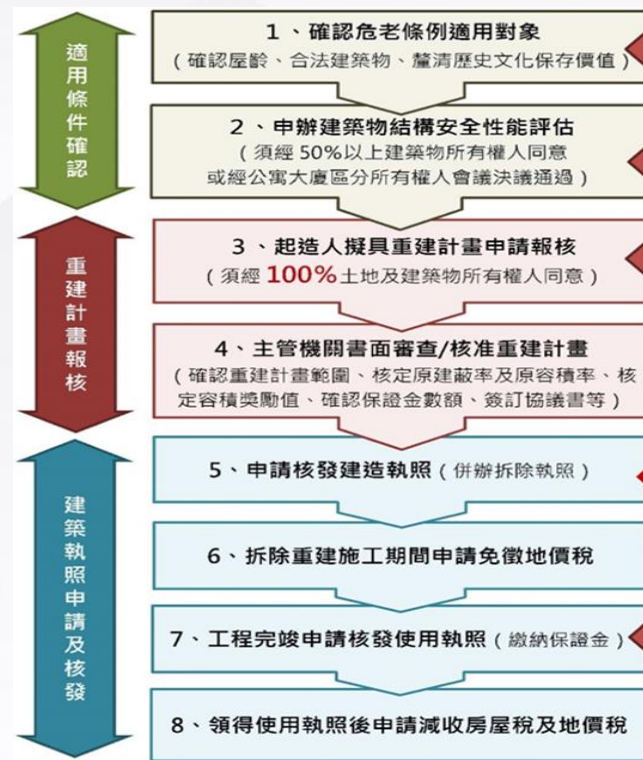 適用條件確認
1、確認危老條例適用對象
（確認屋齡、合法建築物、釐清歷史文化保存價值）
2、申辦建築物結構安全性能評估
（須經 50%以上建築物所有權人同意
或經公寓大廈區分所有權人會議決議通過）
重建計畫報核
3、起造人擬具重建計畫申請報核
（須經 100%土地及建築物所有權人同意）
4、主管機關書面審查/核准重建計畫
（確認重建計畫範圍、核定原建蔽率及原容積率、核
定容積獎勵值、確認保證金數額、簽訂協議書等）
建築執照申請及核發
5、申請核發建造執照（併辦拆除執照）
6、拆除重建施工期間申請免徵地價稅
7、工程完竣申請核發使用執照（繳納保證金）
8、領得使用執照後申請減收房屋稅及地價稅